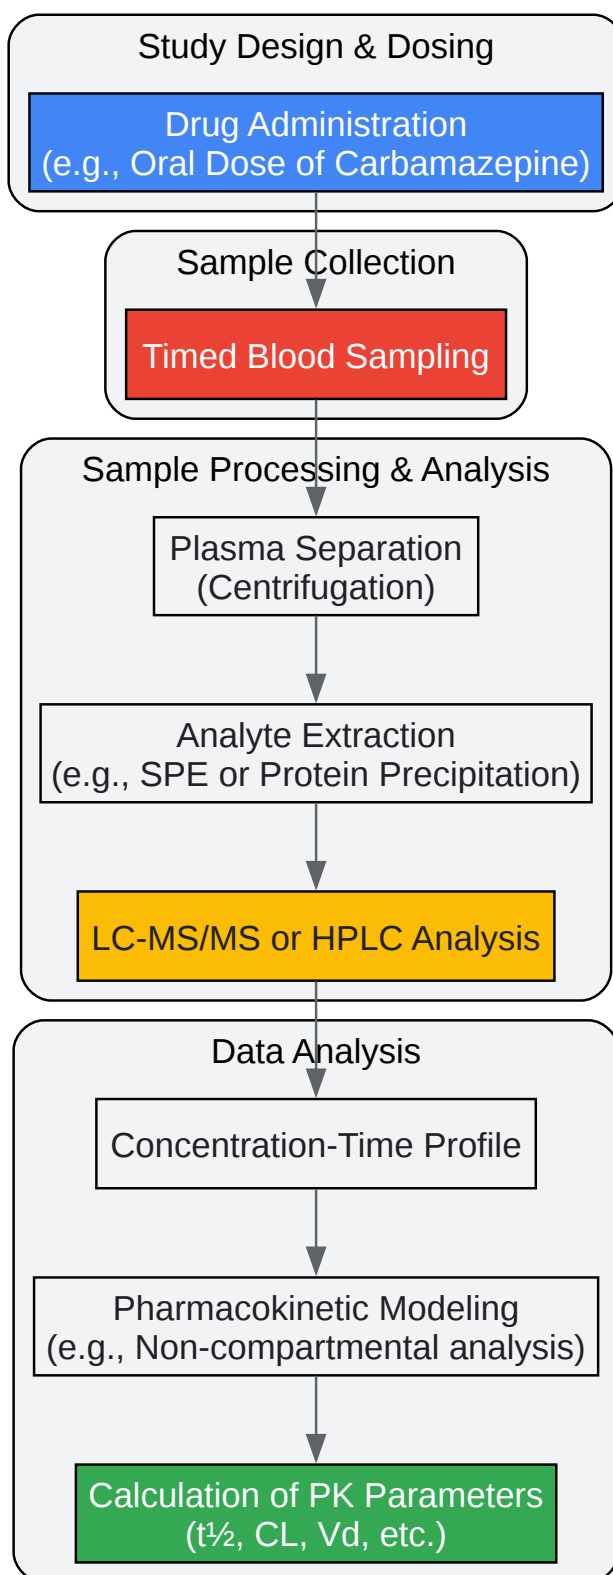 Study Design & Dosing
Drug Administration
(e.g., Oral Dose of Carbamazepine)
Sample Collection
Timed Blood Sampling
Sample Processing & Analysis
Plasma Separation
(Centrifugation)
Analyte Extraction
(e.g., SPE or Protein Precipitation)
LC-MS/MS or HPLC Analysis
Data Analysis
Concentration-Time Profile
Pharmacokinetic Modeling
(e.g., Non-compartmental analysis)
Calculation of PK Parameters
(t½, CL, Vd, etc.)